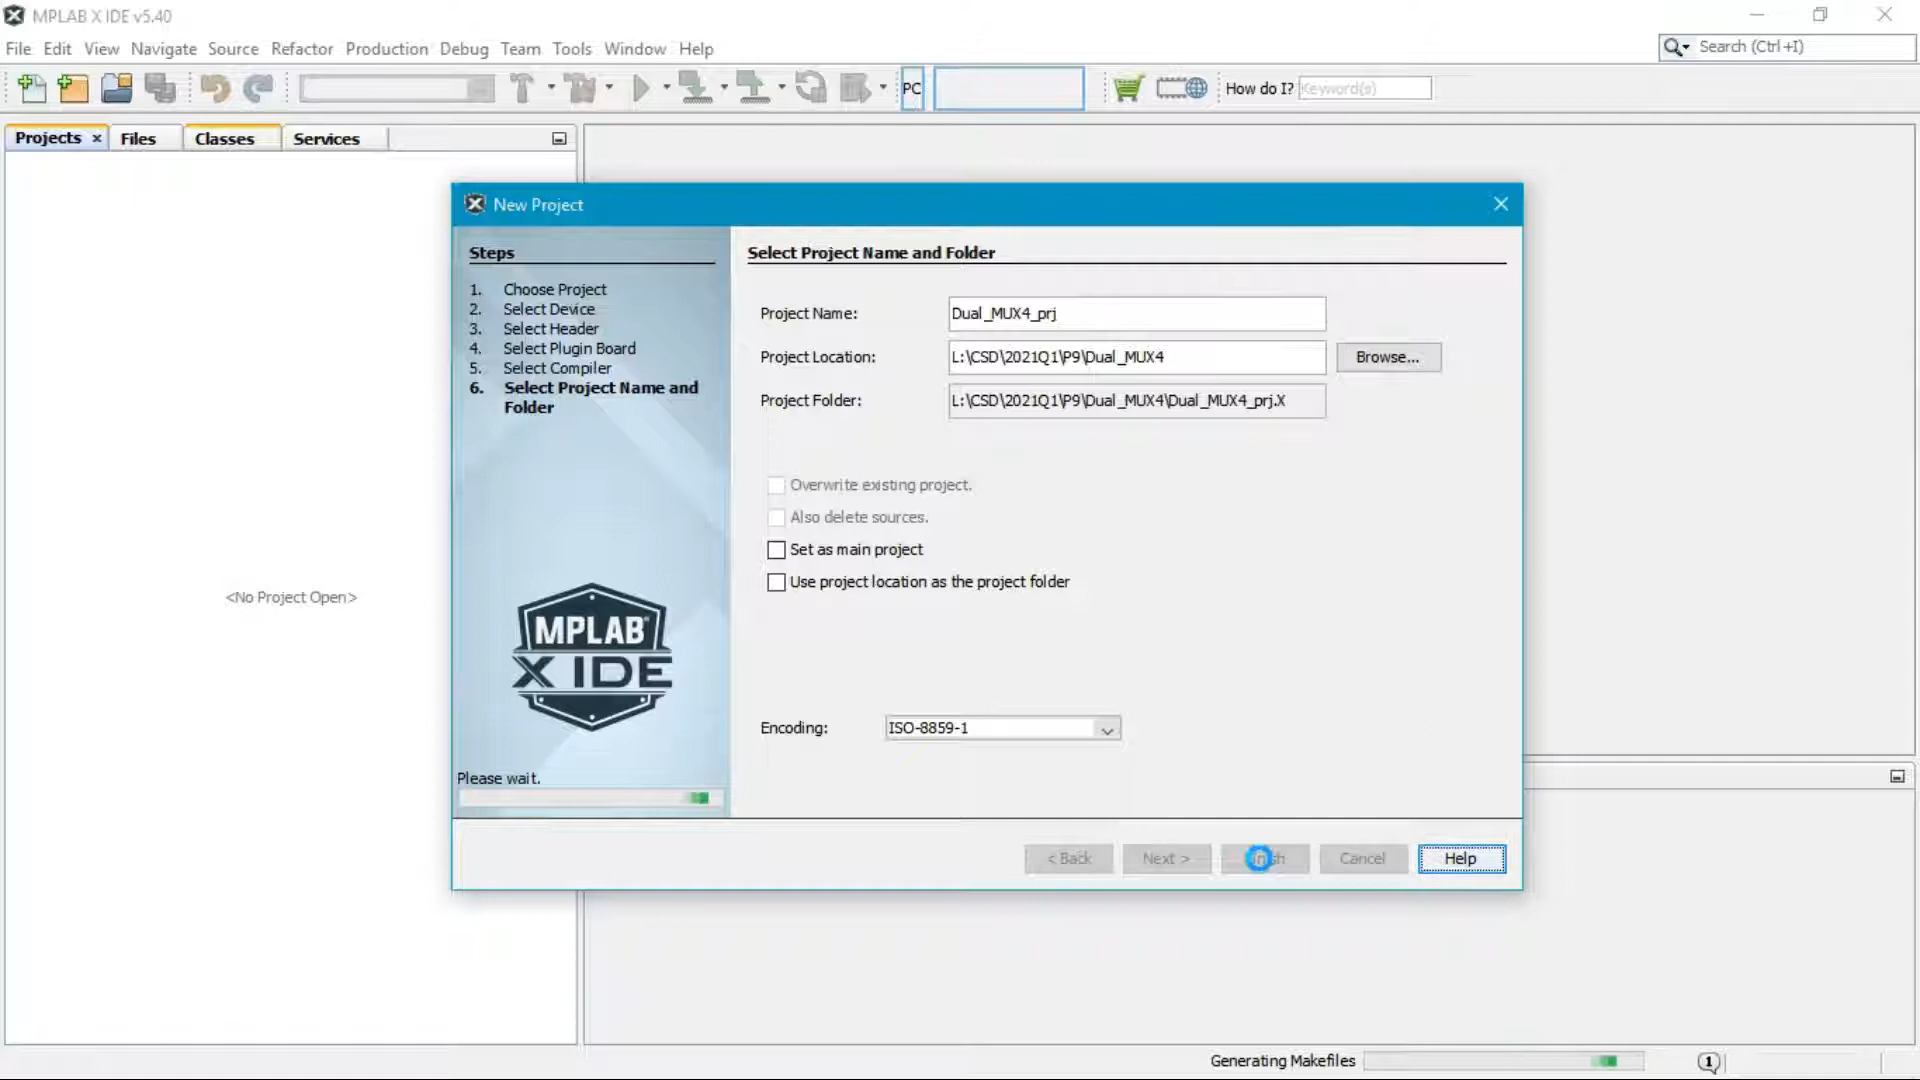 MPLAB X IDE v5.40
File Edit View Navigate Source Refactor Production Debug Team Tools Window Help
Search (Ctrl+I)
PC
How do I? Keyword(s)
Projects × Files Classes Services
<No Project Open>
New Project
Steps
1. Choose Project
2. Select Device
3. Select Header
4. Select Plugin Board
5. Select Compiler
6. Select Project Name and
Folder
MPLAB
X IDE
Please wait.
Select Project Name and Folder
Project Name: Dual_MUX4_prj
Project Location: L:\CSD\2021Q1\P9\Dual_MUX4 Browse...
Project Folder: L:\CSD\2021Q1\P9\Dual_MUX4\Dual_MUX4_prj.X
Overwrite existing project.
Also delete sources.
Set as main project
Use project location as the project folder
Encoding: ISO-8859-1
< Back Next > Finish Cancel Help
Generating Makefiles
1